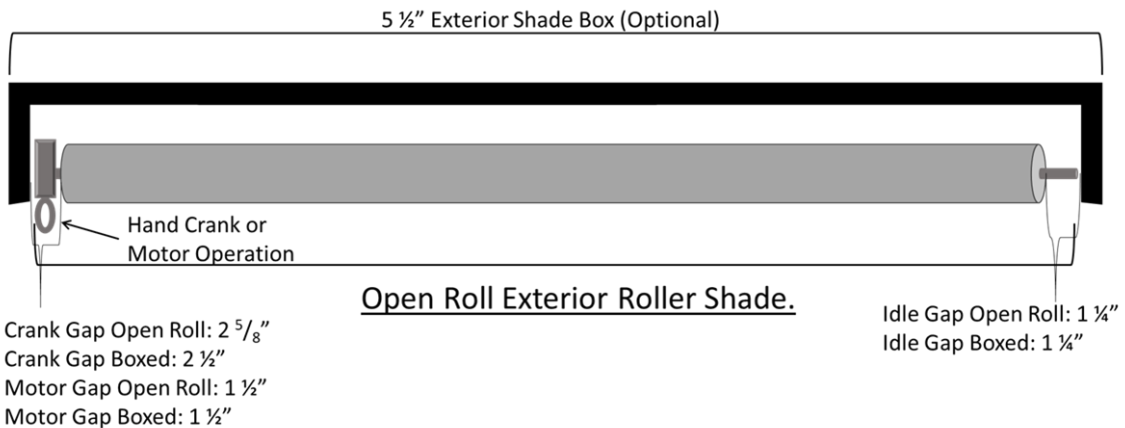 5 ½” Exterior Shade Box (Optional)
Hand Crank or
Motor Operation
Open Roll Exterior Roller Shade.
Crank Gap Open Roll: 2 ⁵/₈”
Crank Gap Boxed: 2 ½”
Motor Gap Open Roll: 1 ½”
Motor Gap Boxed: 1 ½”
Idle Gap Open Roll: 1 ¼”
Idle Gap Boxed: 1 ¼”